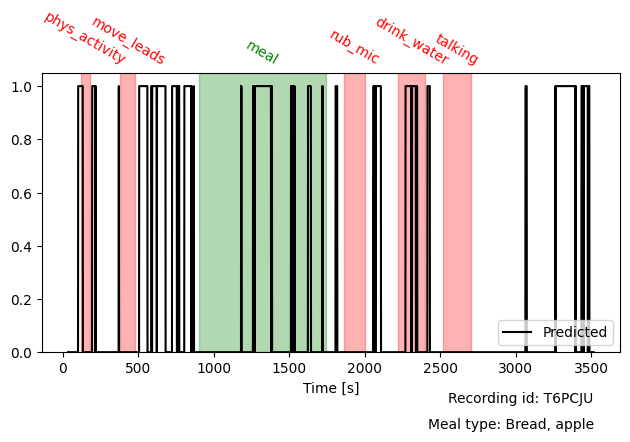 phys_activity
move_leads
meal
rub_mic
drink_water
talking
1.0
0.8
0.6
0.4
0.2
0.0
Predicted
0 500 1000 1500 2000 2500 3000 3500
Time [s]
Recording id: T6PCJU
Meal type: Bread, apple